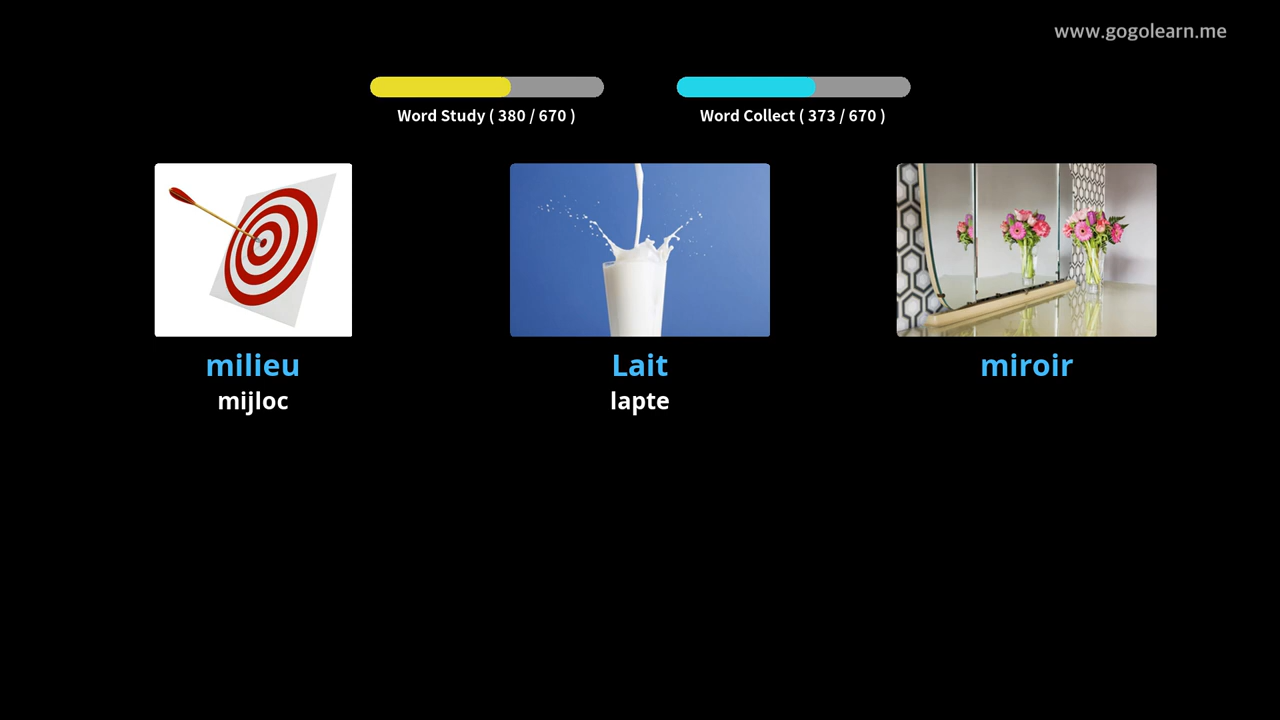 www.gogolearn.me
Word Study ( 380 / 670 )
Word Collect ( 373 / 670 )
milieu
mijloc
Lait
lapte
miroir